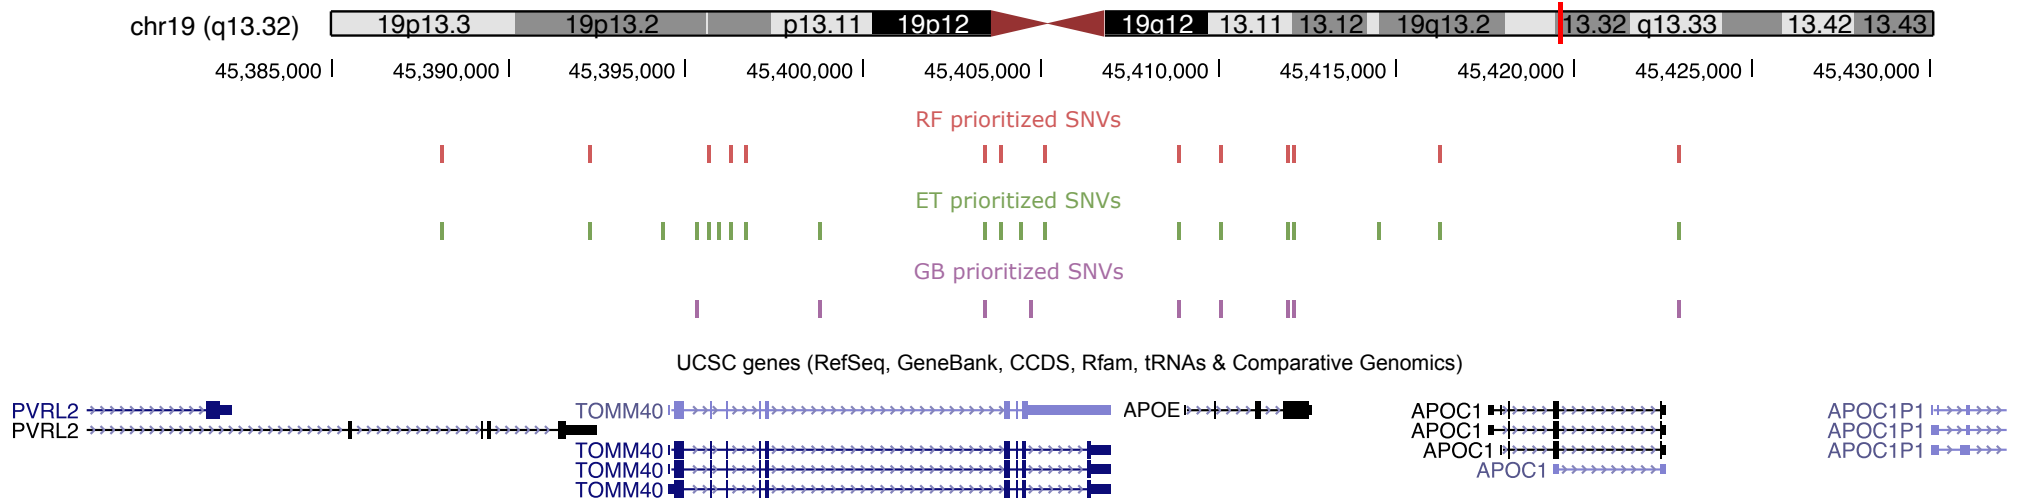 chr19 (q13.32) 19p13.3 19p13.2 p13.11 19p12 19q12 13.11 13.12 19q13.2 13.32 q13.33 13.42 13.43
45,385,000 45,390,000 45,395,000 45,400,000 45,405,000 45,410,000 45,415,000 45,420,000 45,425,000 45,430,000
RF prioritized SNVs
ET prioritized SNVs
GB prioritized SNVs
UCSC genes (RefSeq, GeneBank, CCDS, Rfam, tRNAs & Comparative Genomics)
PVRL2 TOMM40 APOE APOC1 APOC1P1
PVRL2 APOC1 APOC1P1
TOMM40 APOC1 APOC1P1
TOMM40 APOC1
TOMM40